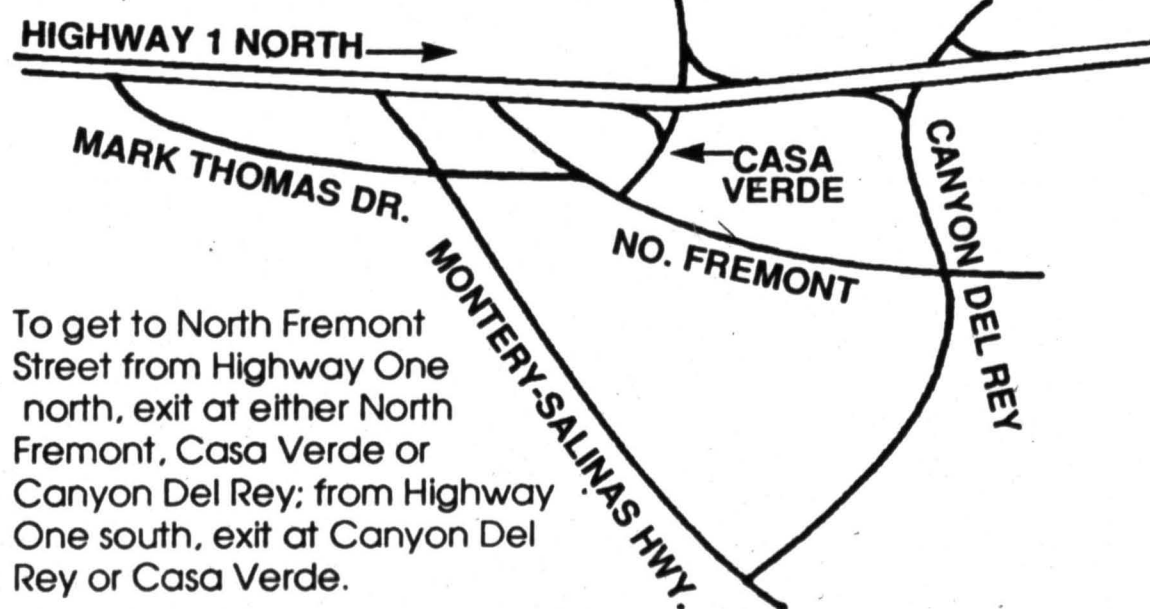 HIGHWAY 1 NORTH
MARK THOMAS DR.
CASA
VERDE
CANYON DEL REY
NO. FREMONT
MONTERY-SALINAS HWY.
To get to North Fremont
Street from Highway One
north, exit at either North
Fremont, Casa Verde or
Canyon Del Rey; from Highway
One south, exit at Canyon Del
Rey or Casa Verde.